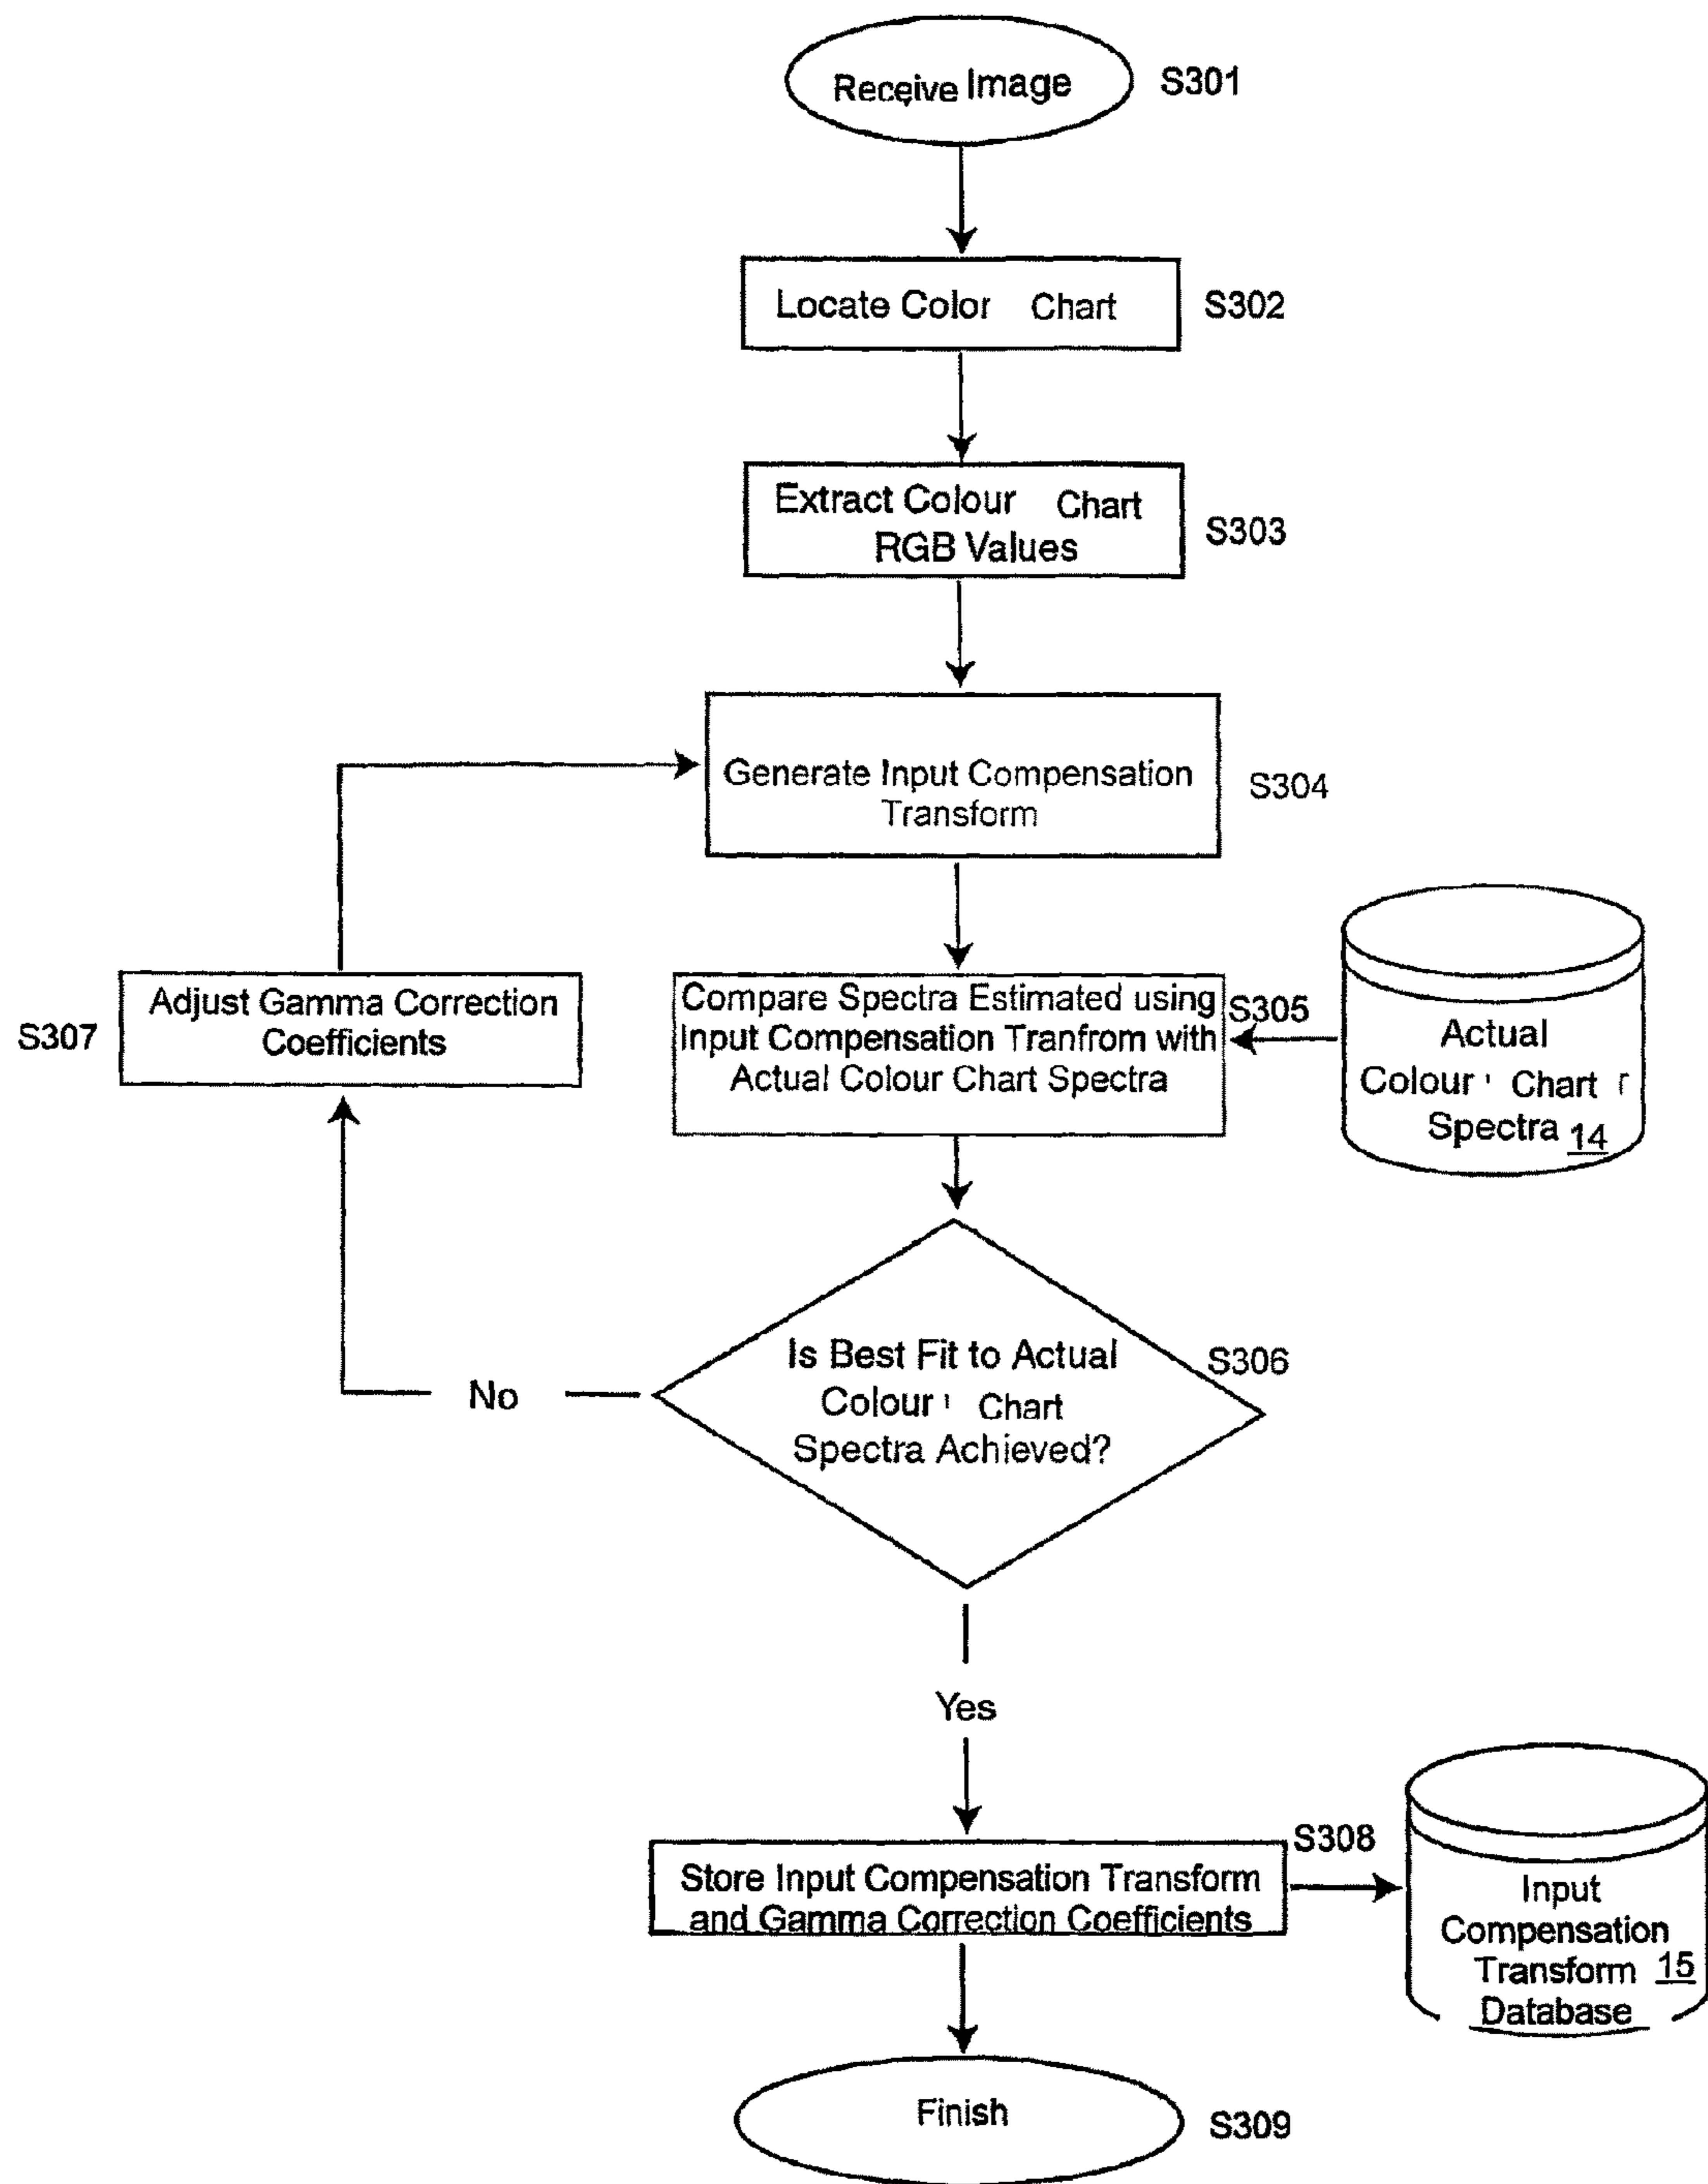 Receive Image
S301
Locate Color Chart
S302
Extract Colour Chart
RGB Values
S303
Generate Input Compensation
Transform
S304
Adjust Gamma Correction
Coefficients
S307
Compare Spectra Estimated using
Input Compensation Tranfrom with
Actual Colour Chart Spectra
S305
Actual
Colour Chart
Spectra 14
Is Best Fit to Actual
Colour Chart
Spectra Achieved?
S306
No
Yes
Store Input Compensation Transform
and Gamma Correction Coefficients
S308
Input
Compensation
Transform 15
Database
Finish
S309